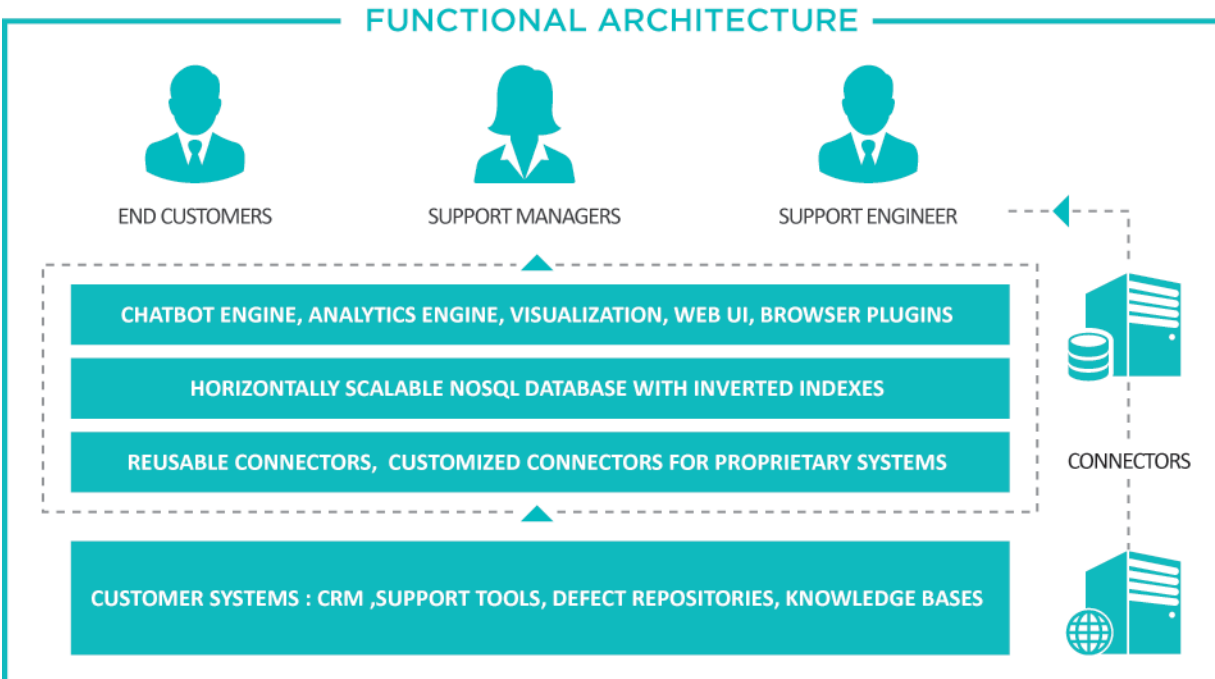 FUNCTIONAL ARCHITECTURE
END CUSTOMERS
SUPPORT MANAGERS
SUPPORT ENGINEER
CHATBOT ENGINE, ANALYTICS ENGINE, VISUALIZATION, WEB UI, BROWSER PLUGINS
HORIZONTALLY SCALABLE NOSQL DATABASE WITH INVERTED INDEXES
REUSABLE CONNECTORS, CUSTOMIZED CONNECTORS FOR PROPRIETARY SYSTEMS
CONNECTORS
CUSTOMER SYSTEMS : CRM ,SUPPORT TOOLS, DEFECT REPOSITORIES, KNOWLEDGE BASES